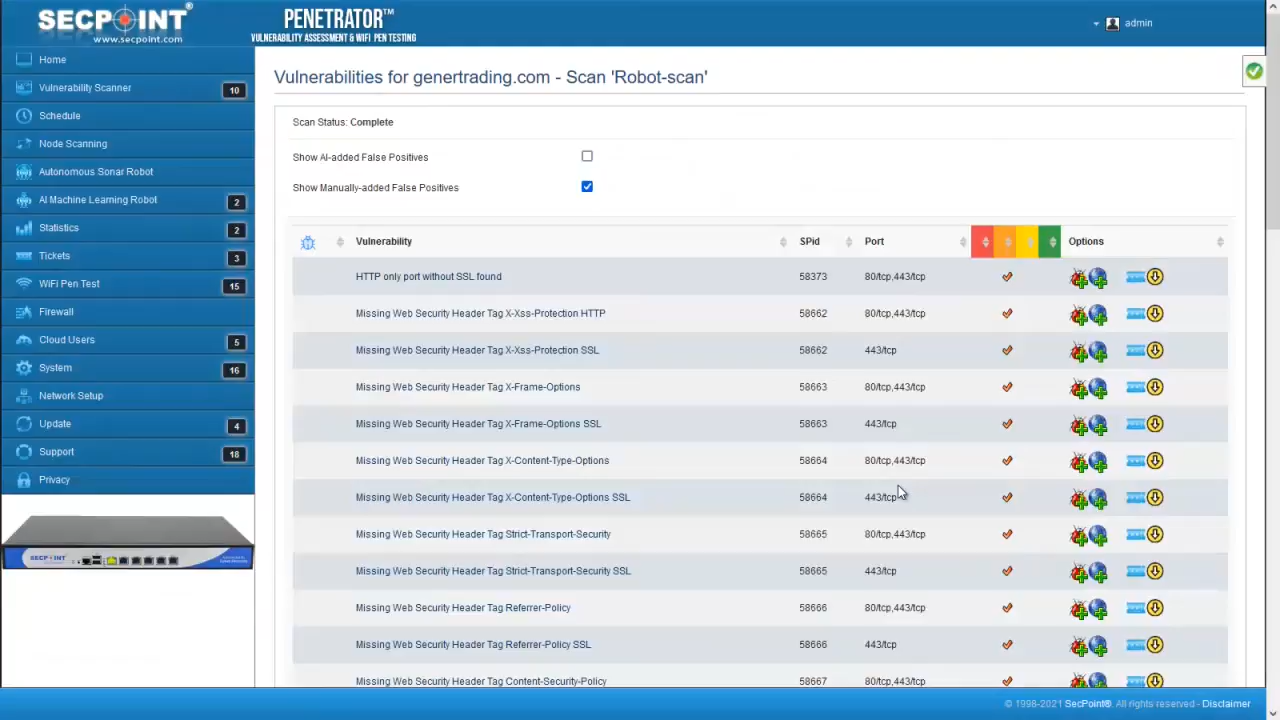 SECPOINT®
www.secpoint.com
PENETRATOR™
VULNERABILITY ASSESSMENT & WIFI PEN TESTING
admin
Home
Vulnerability Scanner 10
Schedule
Node Scanning
Autonomous Sonar Robot
AI Machine Learning Robot 2
Statistics 2
Tickets 3
WiFi Pen Test 15
Firewall
Cloud Users 5
System 16
Network Setup
Update 4
Support 18
Privacy
SECPOINT
Vulnerabilities for genertrading.com - Scan 'Robot-scan'
Scan Status: Complete
Show AI-added False Positives
Show Manually-added False Positives
Vulnerability SPid Port Options
HTTP only port without SSL found 58373 80/tcp,443/tcp
Missing Web Security Header Tag X-Xss-Protection HTTP 58662 80/tcp,443/tcp
Missing Web Security Header Tag X-Xss-Protection SSL 58662 443/tcp
Missing Web Security Header Tag X-Frame-Options 58663 80/tcp,443/tcp
Missing Web Security Header Tag X-Frame-Options SSL 58663 443/tcp
Missing Web Security Header Tag X-Content-Type-Options 58664 80/tcp,443/tcp
Missing Web Security Header Tag X-Content-Type-Options SSL 58664 443/tcp
Missing Web Security Header Tag Strict-Transport-Security 58665 80/tcp,443/tcp
Missing Web Security Header Tag Strict-Transport-Security SSL 58665 443/tcp
Missing Web Security Header Tag Referrer-Policy 58666 80/tcp,443/tcp
Missing Web Security Header Tag Referrer-Policy SSL 58666 443/tcp
Missing Web Security Header Tag Content-Security-Policy 58667 80/tcp,443/tcp
© 1998-2021 SecPoint®. All rights reserved - Disclaimer